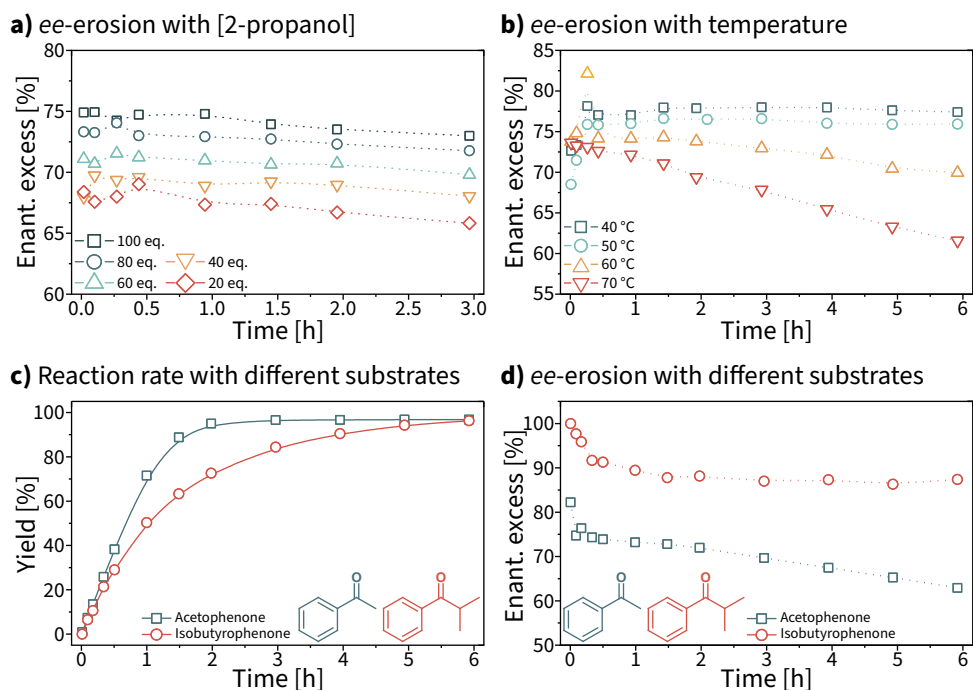 a) ee-erosion with [2-propanol]
Enant. excess [%]
80
75
70
65
60
100 eq.
80 eq.
60 eq.
40 eq.
20 eq.
0.0 0.5 1.0 1.5 2.0 2.5 3.0
Time [h]
b) ee-erosion with temperature
Enant. excess [%]
85
80
75
70
65
60
55
40 °C
50 °C
60 °C
70 °C
0 1 2 3 4 5 6
Time [h]
c) Reaction rate with different substrates
Yield [%]
100
80
60
40
20
0
O
O
Acetophenone
Isobutyrophenone
0 1 2 3 4 5 6
Time [h]
d) ee-erosion with different substrates
Enant. excess [%]
100
90
80
70
60
50
O
O
Acetophenone
Isobutyrophenone
0 1 2 3 4 5 6
Time [h]